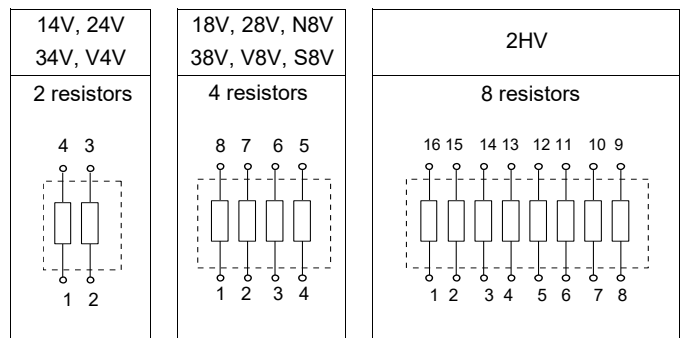 14V, 24V
34V, V4V
2 resistors
4 3
1 2
18V, 28V, N8V
38V, V8V, S8V
4 resistors
8 7 6 5
1 2 3 4
2HV
8 resistors
16 15 14 13 12 11 10 9
1 2 3 4 5 6 7 8